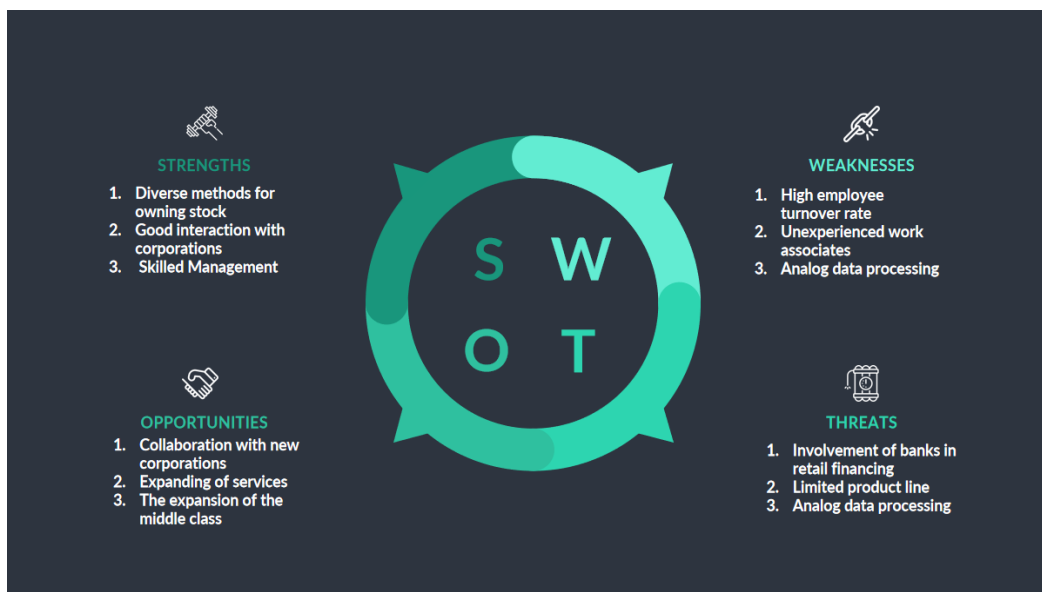 STRENGTHS
1. Diverse methods for
owning stock
2. Good interaction with
corporations
3. Skilled Management
WEAKNESSES
1. High employee
turnover rate
2. Unexperienced work
associates
3. Analog data processing
S W
O T
OPPORTUNITIES
1. Collaboration with new
corporations
2. Expanding of services
3. The expansion of the
middle class
THREATS
1. Involvement of banks in
retail financing
2. Limited product line
3. Analog data processing